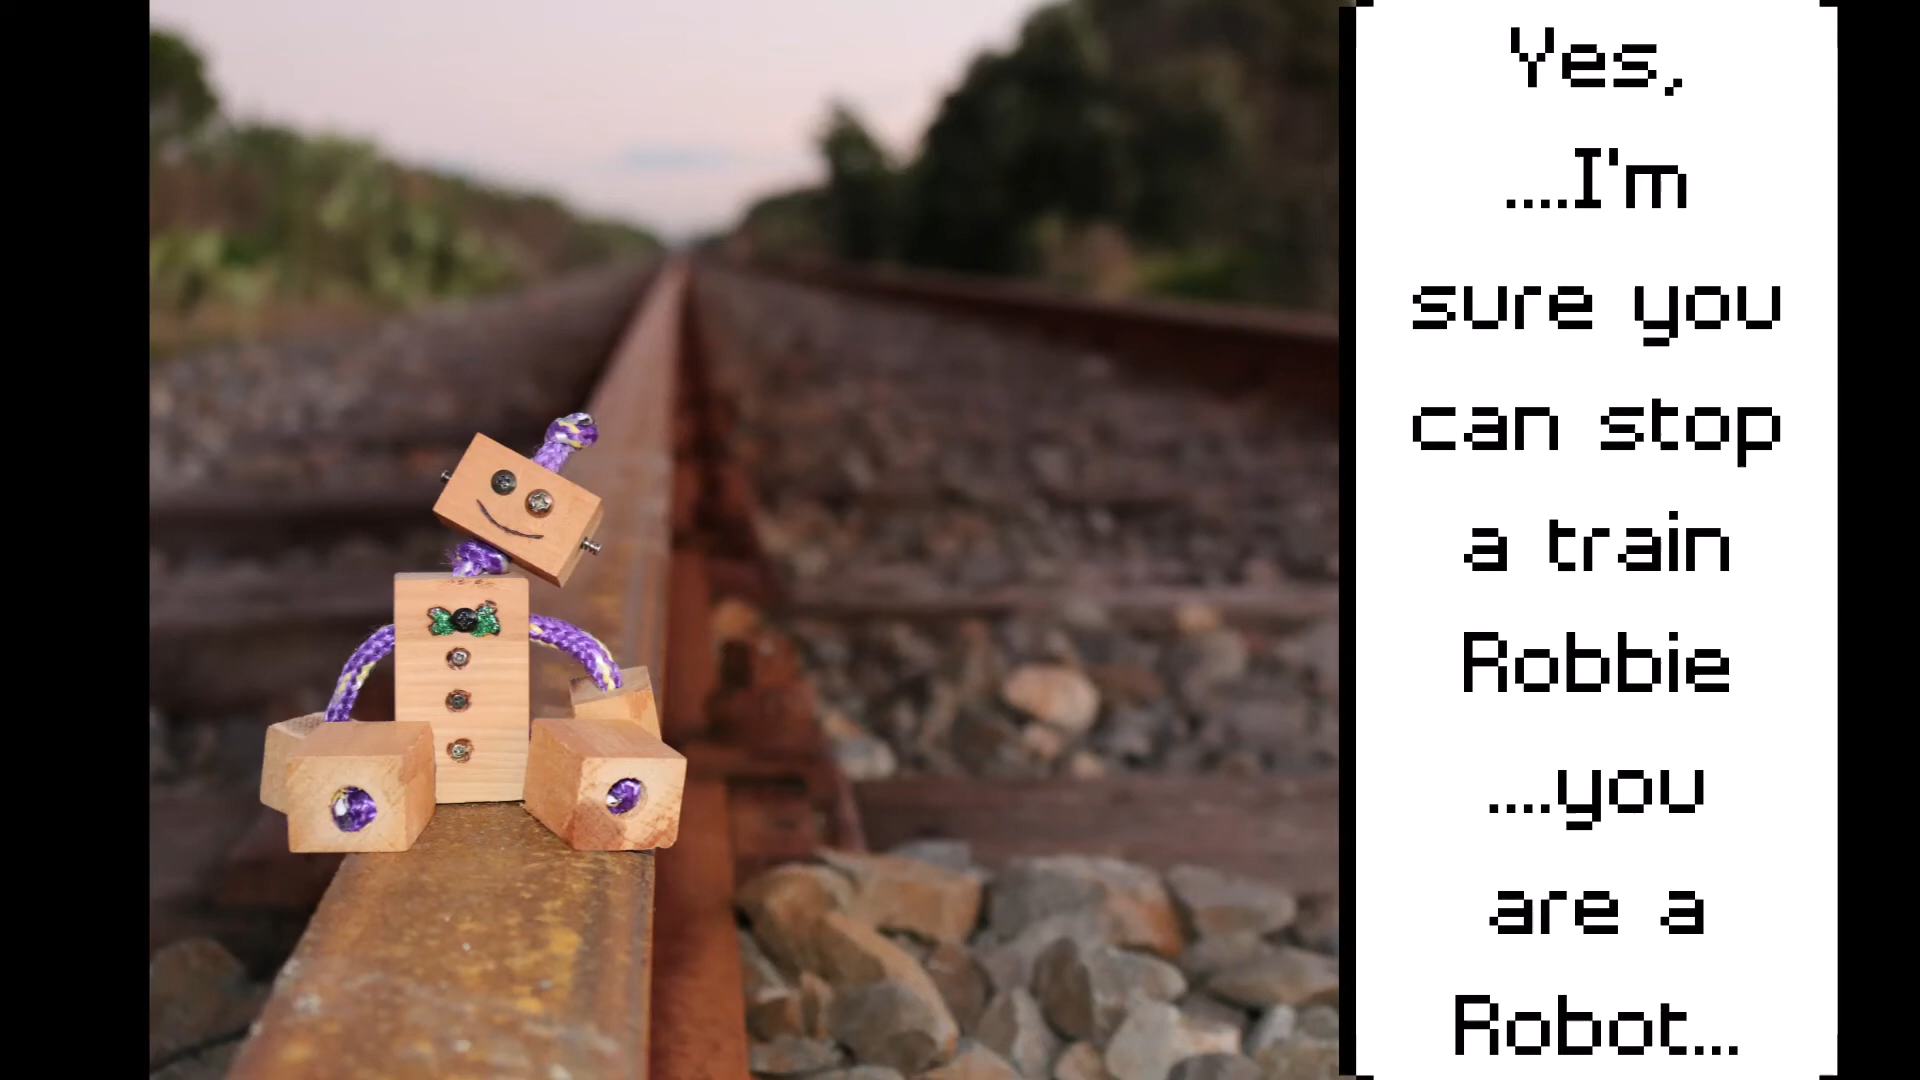 Yes,
....I'm
sure you
can stop
a train
Robbie
....you
are a
Robot...